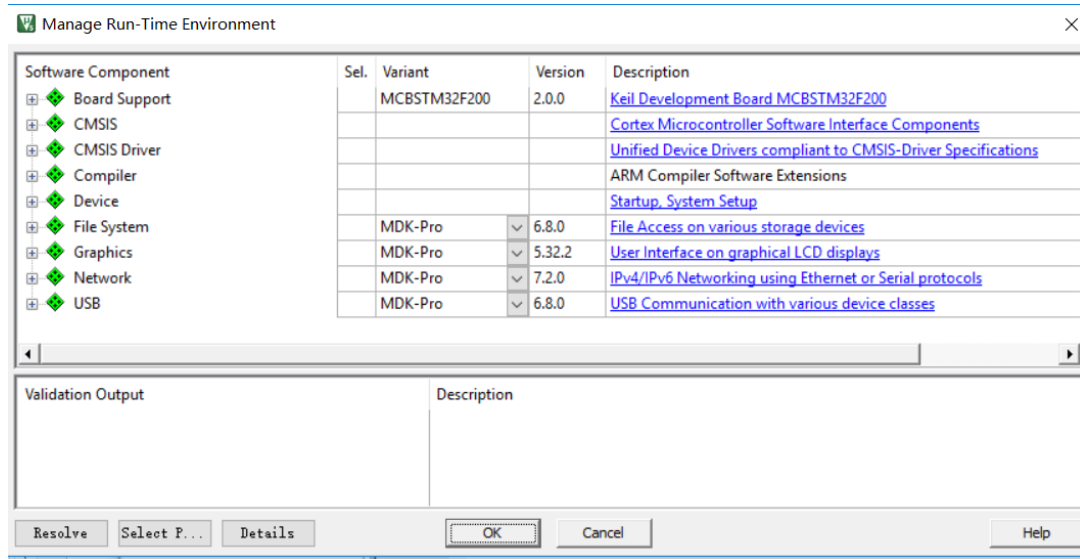 Manage Run-Time Environment
Software Component Sel. Variant Version Description
Board Support MCBSTM32F200 2.0.0 Keil Development Board MCBSTM32F200
CMSIS Cortex Microcontroller Software Interface Components
CMSIS Driver Unified Device Drivers compliant to CMSIS-Driver Specifications
Compiler ARM Compiler Software Extensions
Device Startup, System Setup
File System MDK-Pro 6.8.0 File Access on various storage devices
Graphics MDK-Pro 5.32.2 User Interface on graphical LCD displays
Network MDK-Pro 7.2.0 IPv4/IPv6 Networking using Ethernet or Serial protocols
USB MDK-Pro 6.8.0 USB Communication with various device classes
Validation Output Description
Resolve Select P... Details OK Cancel Help